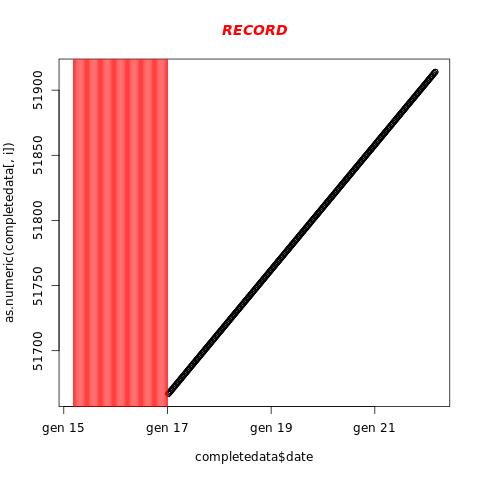 RECORD
as.numeric(completedata[, i])
51900
51850
51800
51750
51700
gen 15 gen 17 gen 19 gen 21
completedata$date